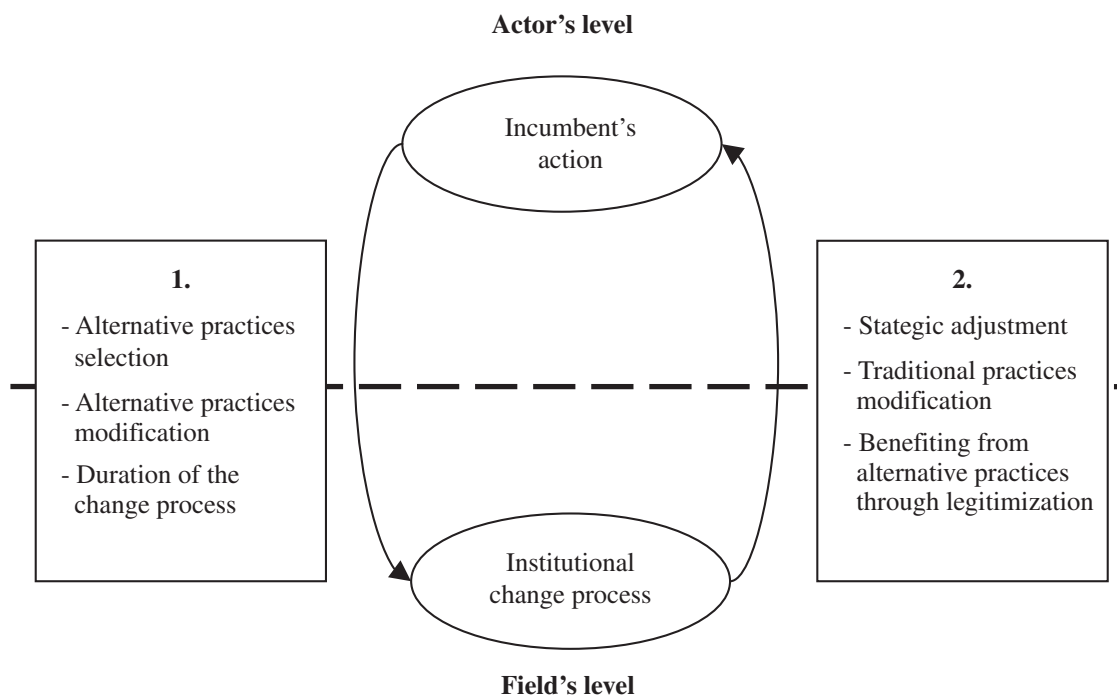 Actor's level
Incumbent's
action
1.
- Alternative practices
selection
- Alternative practices
modification
- Duration of the
change process
2.
- Stategic adjustment
- Traditional practices
modification
- Benefiting from
alternative practices
through legitimization
Institutional
change process
Field's level